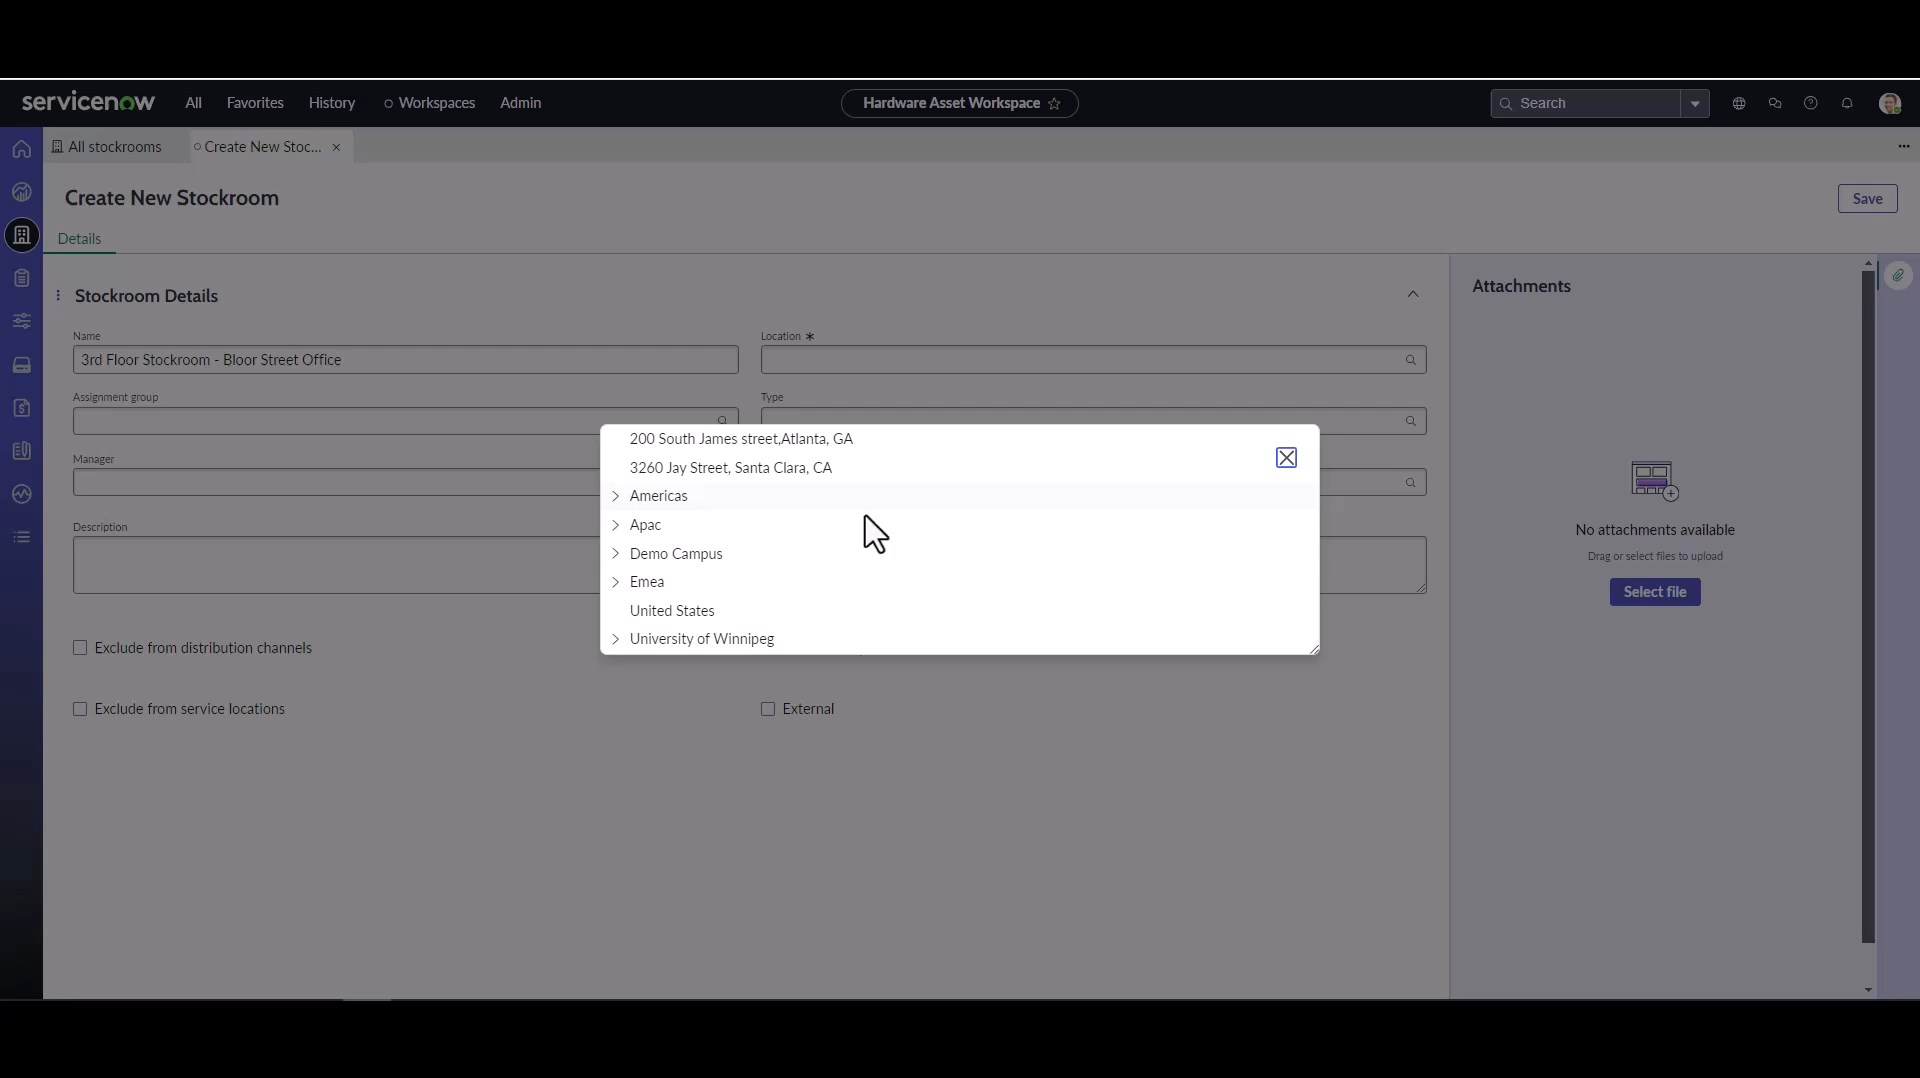 servicenow All Favorites History Workspaces Admin Hardware Asset Workspace Search
All stockrooms Create New Stoc...
Create New Stockroom Save
Details
Stockroom Details
Attachments
Name Location *
3rd Floor Stockroom - Bloor Street Office
Assignment group Type
200 South James street,Atlanta, GA
Manager
3260 Jay Street, Santa Clara, CA
Americas
Apac
Description
No attachments available
Demo Campus
Drag or select files to upload
Emea
Select file
United States
University of Winnipeg
Exclude from distribution channels
Exclude from service locations External